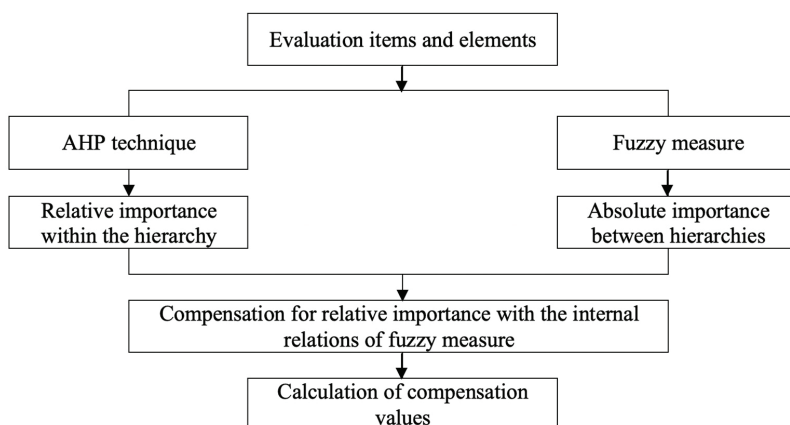 Evaluation items and elements
AHP technique
Fuzzy measure
Relative importance
within the hierarchy
Absolute importance
between hierarchies
Compensation for relative importance with the internal
relations of fuzzy measure
Calculation of compensation
values